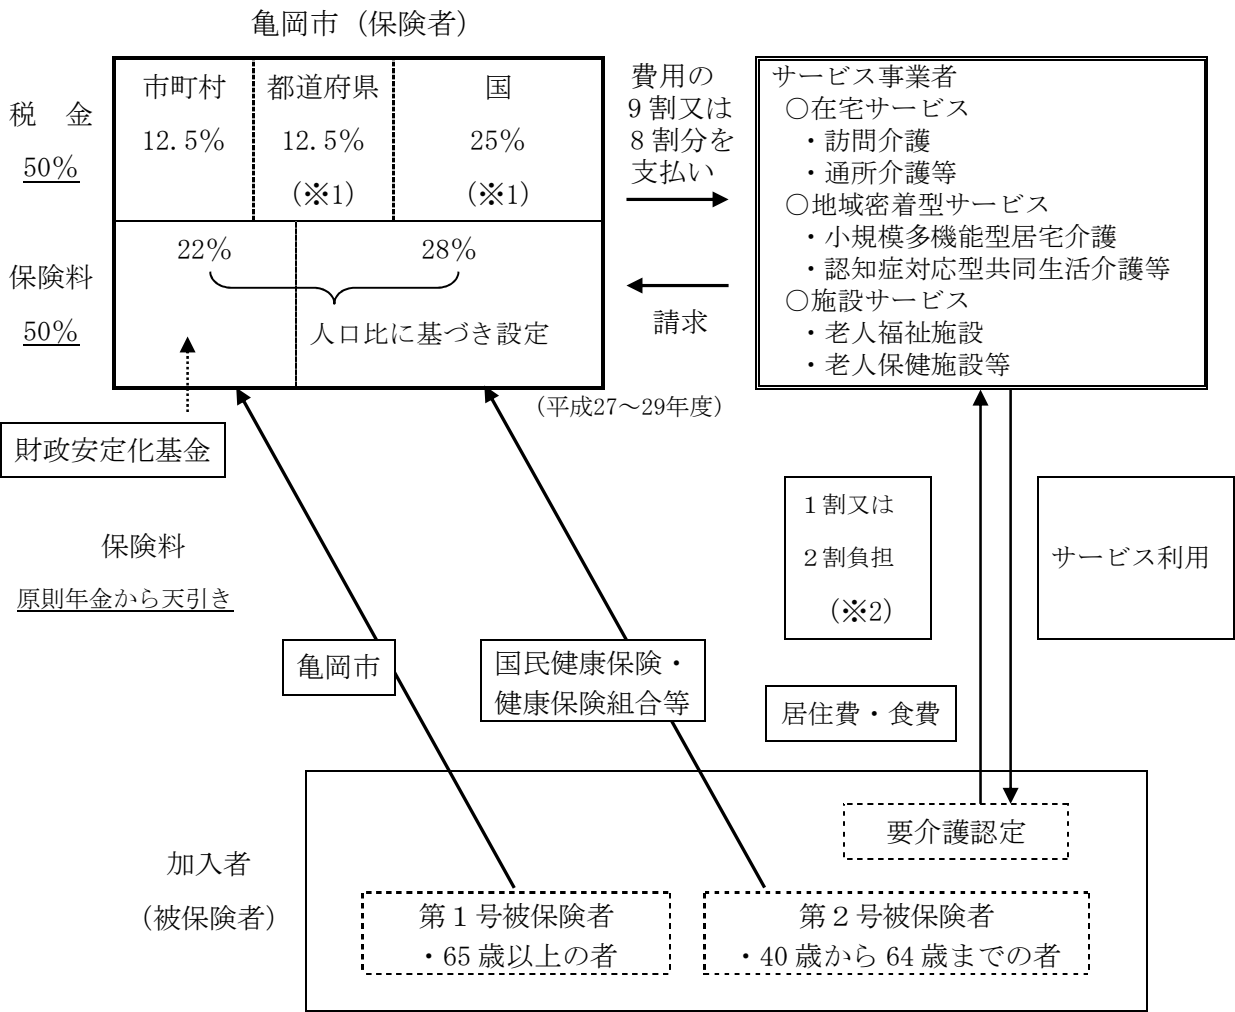 亀岡市（保険者）
税　金
50％
市町村
12.5％
都道府県
12.5％
（※1）
国
25％
（※1）
保険料
50％
22％
28％
人口比に基づき設定
費用の
９割又は
８割分を
支払い
請求
サービス事業者
○在宅サービス
・訪問介護
・通所介護等
○地域密着型サービス
・小規模多機能型居宅介護
・認知症対応型共同生活介護等
○施設サービス
・老人福祉施設
・老人保健施設等
（平成27～29年度）
財政安定化基金
保険料
原則年金から天引き
１割又は
２割負担
（※2）
サービス利用
亀岡市
国民健康保険・
健康保険組合等
居住費・食費
要介護認定
加入者
（被保険者）
第１号被保険者
・65 歳以上の者
第２号被保険者
・40 歳から 64 歳までの者